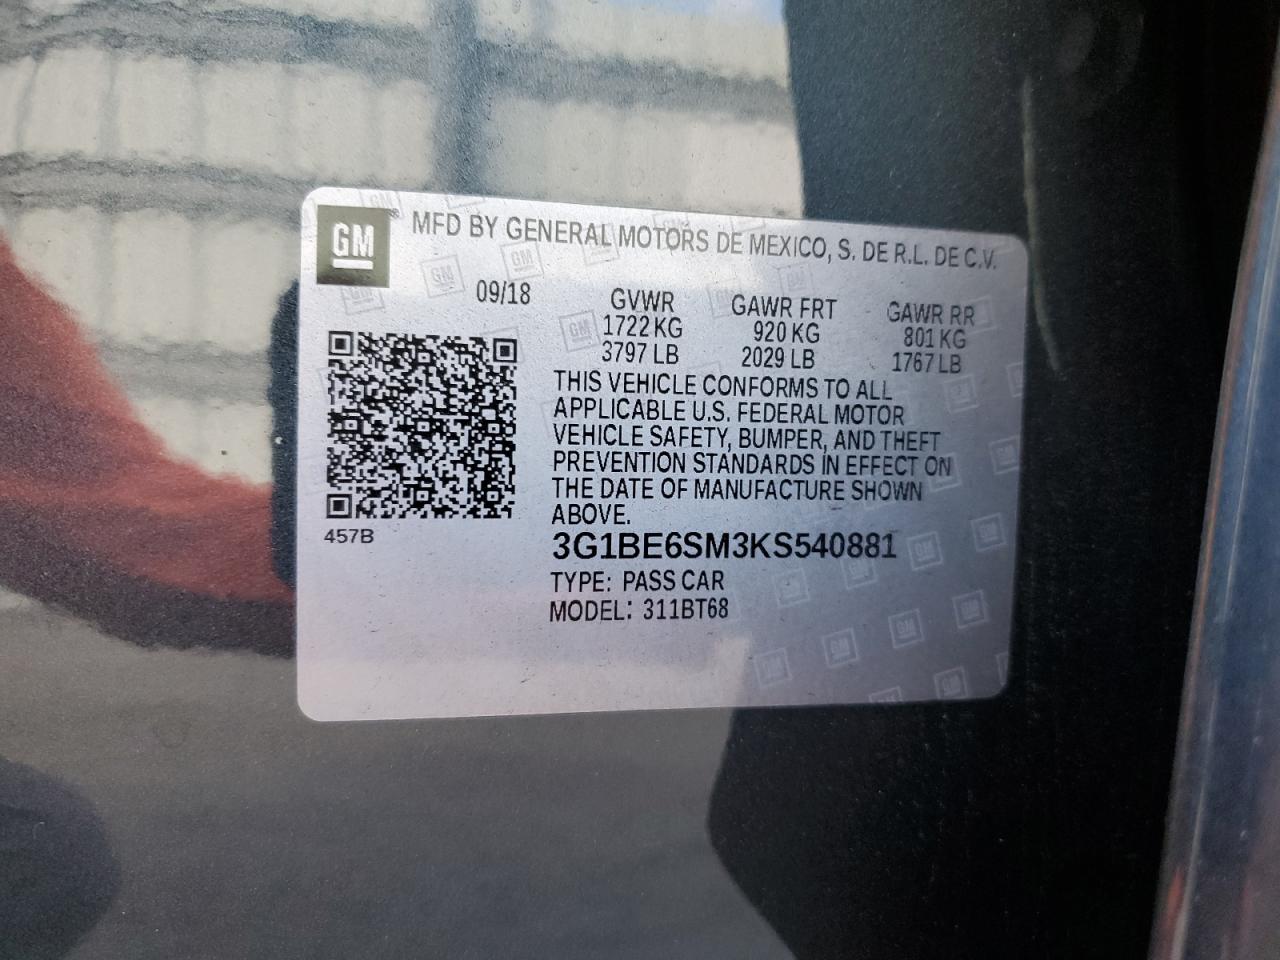 GM
MFD BY GENERAL MOTORS DE MEXICO, S. DE R.L. DE C.V.
09/18 GVWR GAWR FRT GAWR RR
1722 KG 920 KG 801 KG
3797 LB 2029 LB 1767 LB
THIS VEHICLE CONFORMS TO ALL
APPLICABLE U.S. FEDERAL MOTOR
VEHICLE SAFETY, BUMPER, AND THEFT
PREVENTION STANDARDS IN EFFECT ON
THE DATE OF MANUFACTURE SHOWN
ABOVE.
457B
3G1BE6SM3KS540881
TYPE: PASS CAR
MODEL: 311BT68